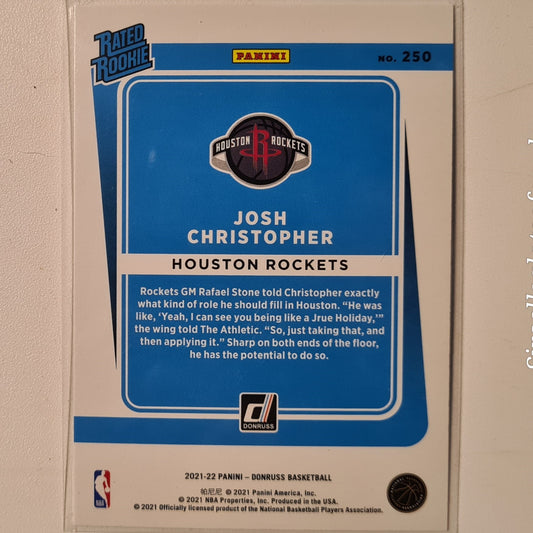 RATED
ROOKIE
PANINI
NO. 250
HOUSTON R ROCKETS
JOSH
CHRISTOPHER
HOUSTON ROCKETS
Rockets GM Rafael Stone told Christopher exactly
what kind of role he should fill in Houston. “He was
like, ‘Yeah, I can see you being like a Jrue Holiday,’”
the wing told The Athletic. “So, just taking that, and
then applying it.” Sharp on both ends of the floor,
he has the potential to do so.
d
DONRUSS
2021-22 PANINI – DONRUSS BASKETBALL
帕尼尼 © 2021 Panini America, Inc.
© 2021 NBA Properties, Inc. Produced in the USA.
© 2021 Officially licensed product of the National Basketball Players Association.
NBA